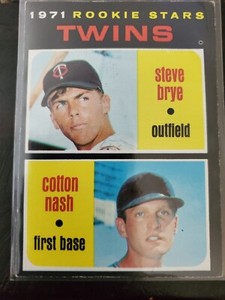 1971 ROOKIE STARS
TWINS
steve
brye
outfield
cotton
nash
first base